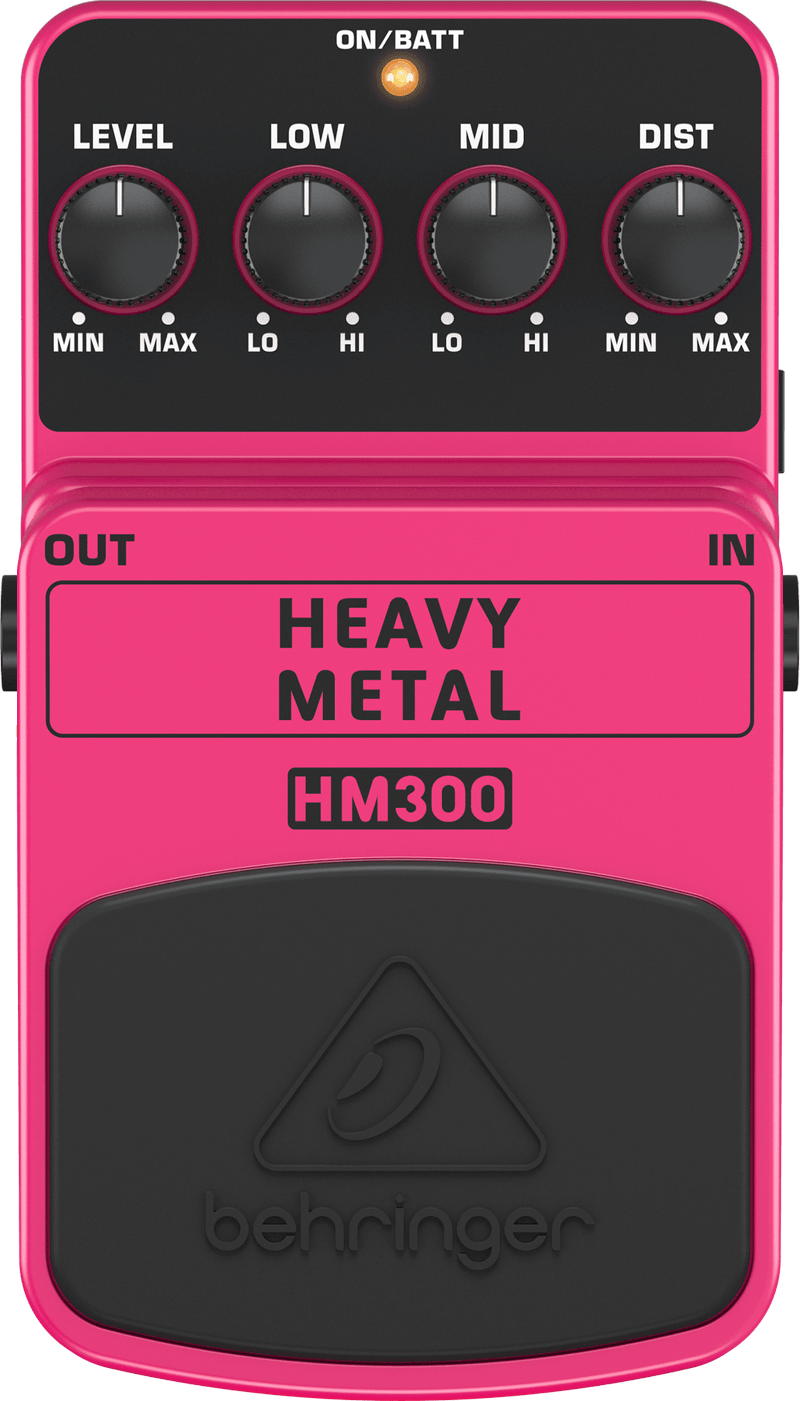 ON/BATT
LEVEL LOW MID DIST
MIN MAX LO HI LO HI MIN MAX
OUT IN
HEAVY
METAL
HM300
behringer